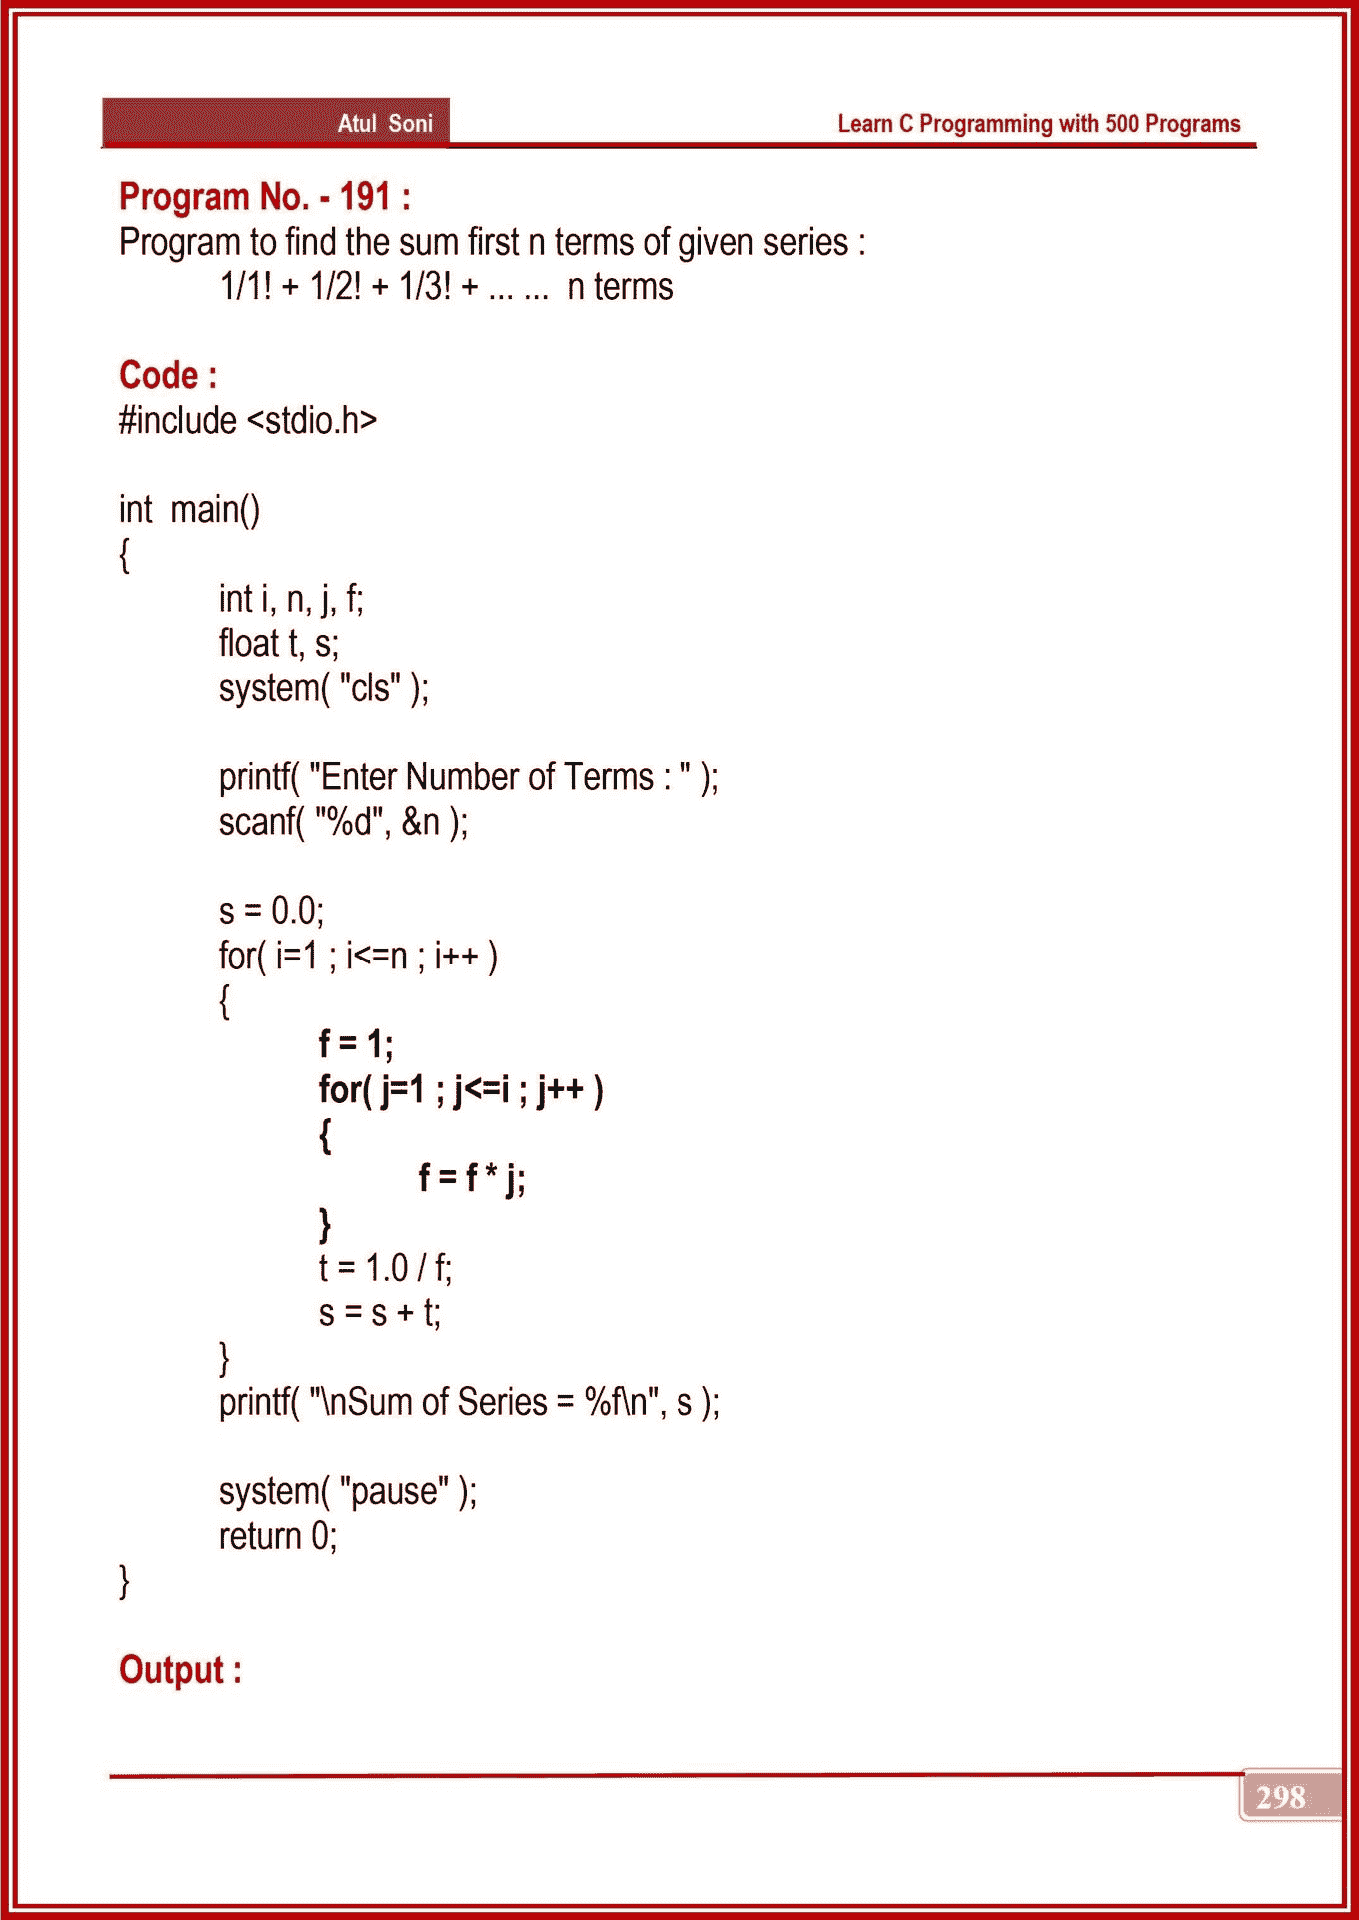 Atul  Soni
Learn C Programming with 500 Programs
Program No. - 191 :
Program to find the sum first n terms of given series :
1/1! + 1/2! + 1/3! + ... ...  n terms
Code :
#include <stdio.h>
int  main()
{
int i, n, j, f;
float t, s;
system( "cls" );
printf( "Enter Number of Terms : " );
scanf( "%d", &n );
s = 0.0;
for( i=1 ; i<=n ; i++ )
{
f = 1;
for( j=1 ; j<=i ; j++ )
{
f = f * j;
}
t = 1.0 / f;
s = s + t;
}
printf( "\nSum of Series = %f\n", s );
system( "pause" );
return 0;
}
Output :
298